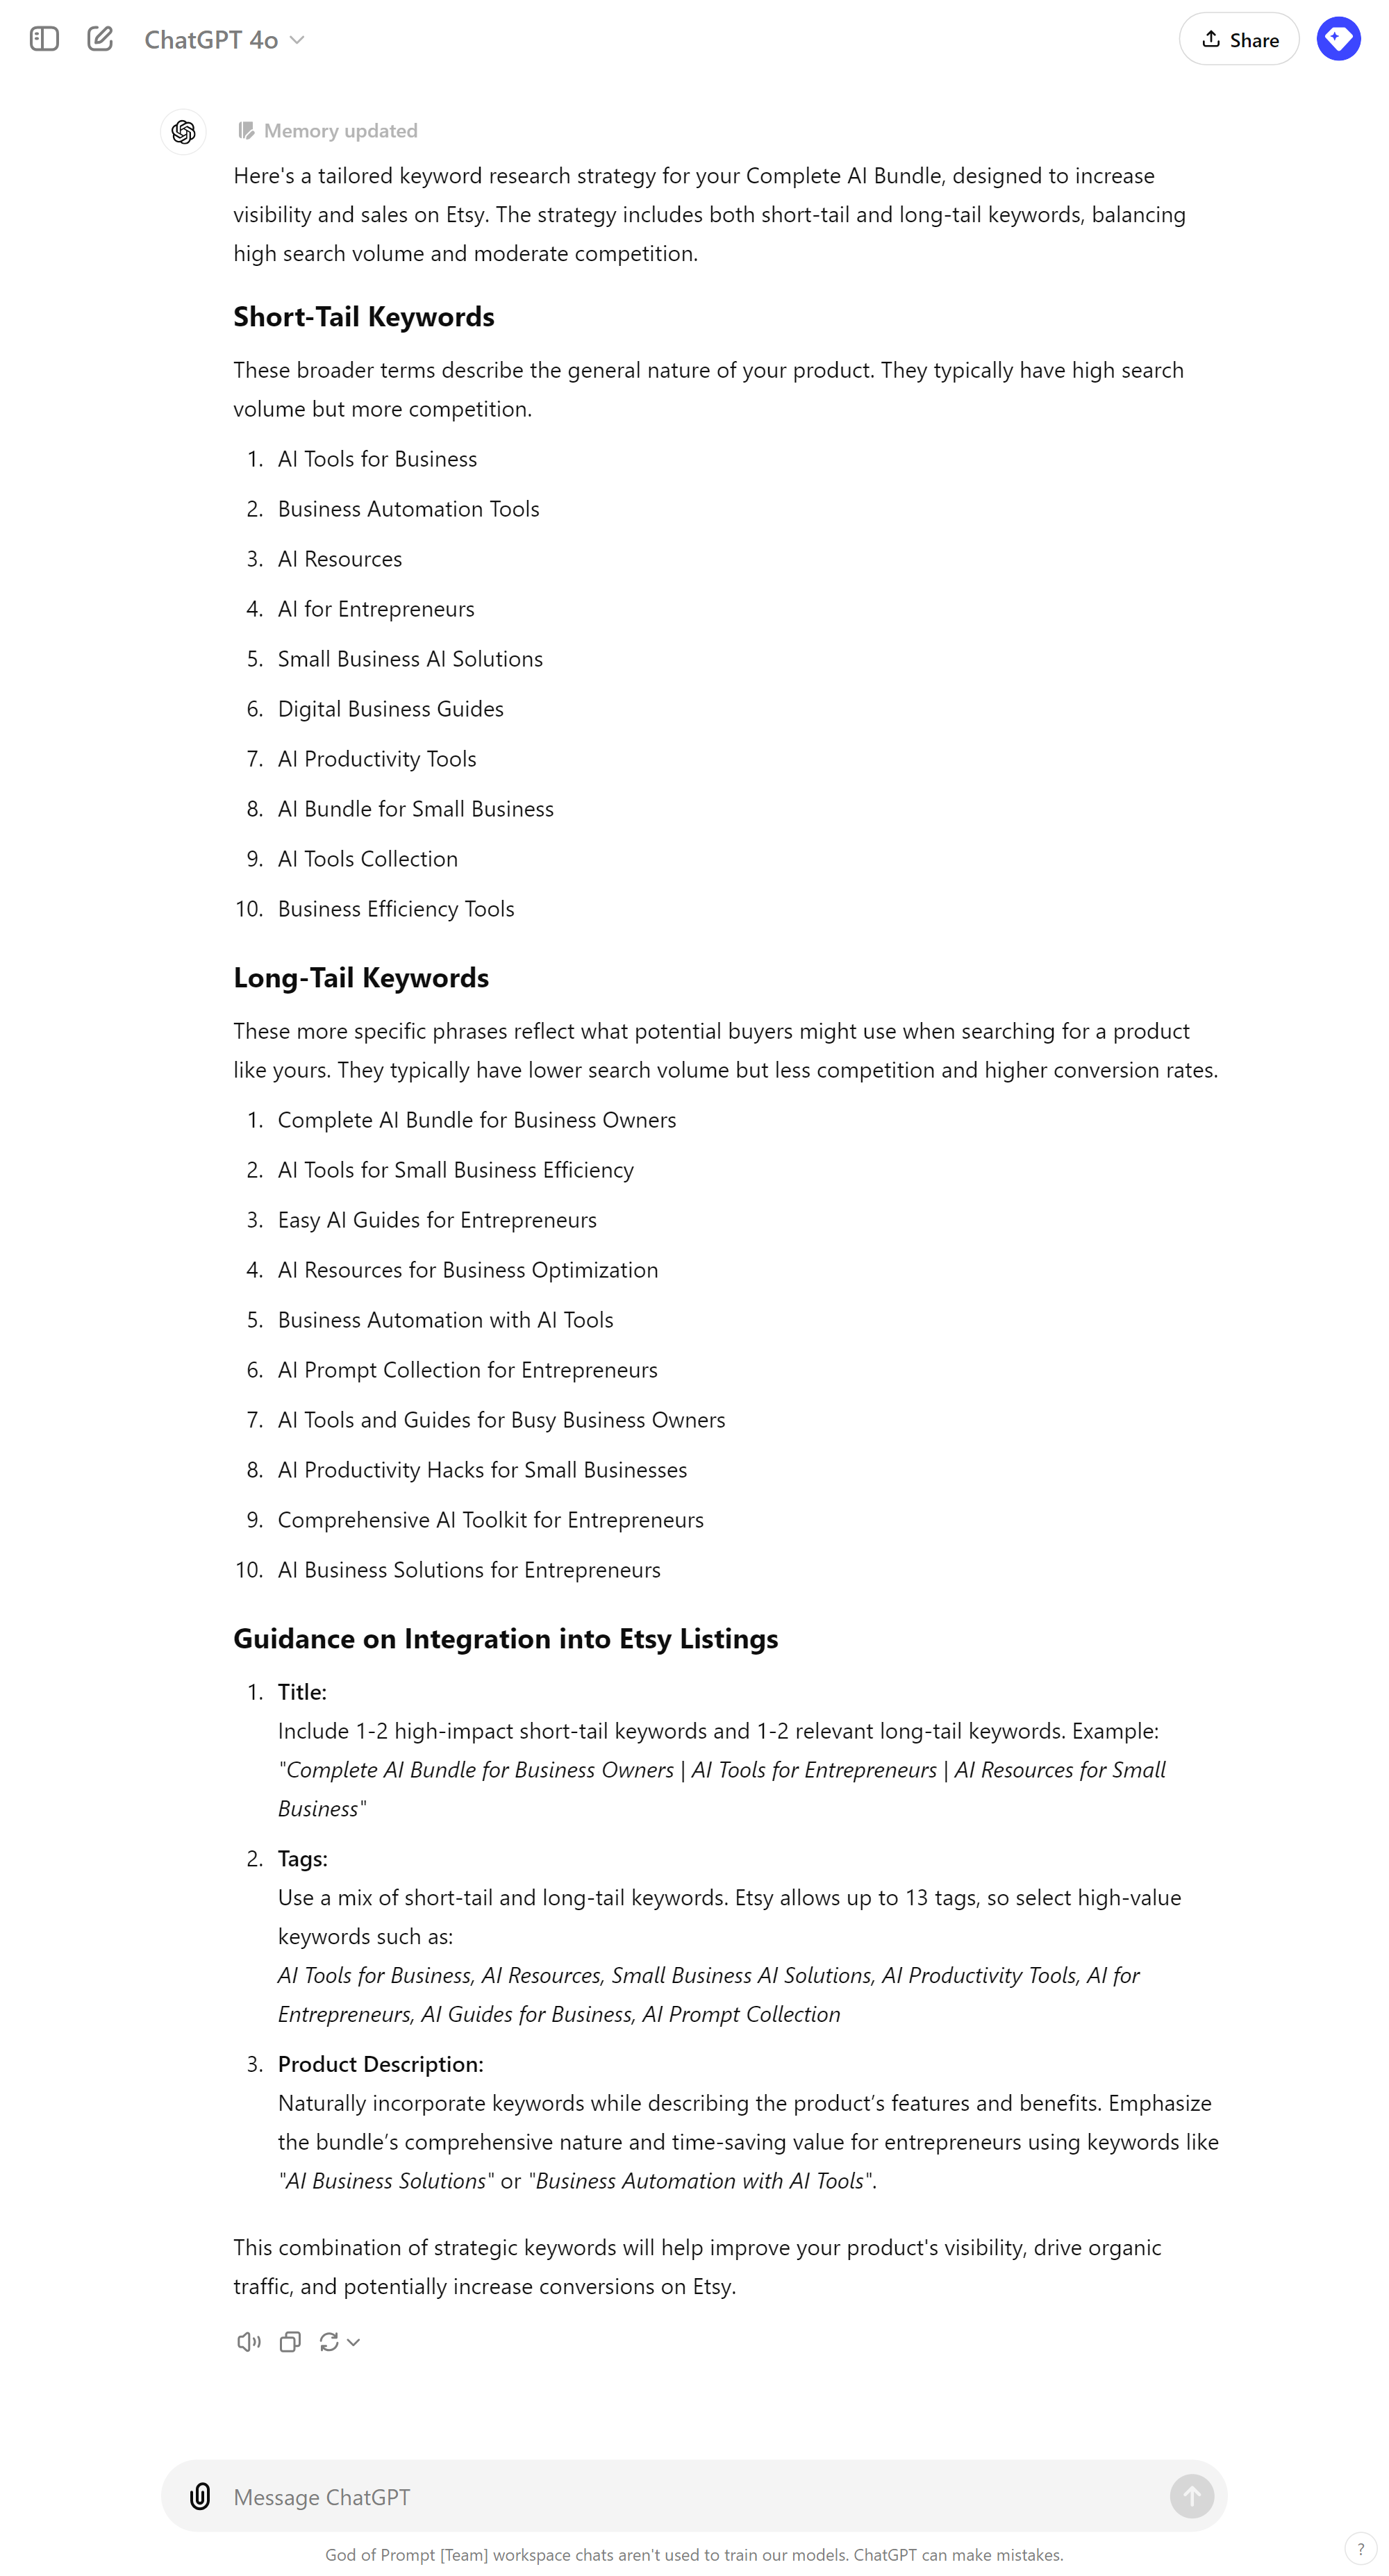 ChatGPT 4o
Share
Memory updated
Here's a tailored keyword research strategy for your Complete AI Bundle, designed to increase
visibility and sales on Etsy. The strategy includes both short-tail and long-tail keywords, balancing
high search volume and moderate competition.
Short-Tail Keywords
These broader terms describe the general nature of your product. They typically have high search
volume but more competition.
1. AI Tools for Business
2. Business Automation Tools
3. AI Resources
4. AI for Entrepreneurs
5. Small Business AI Solutions
6. Digital Business Guides
7. AI Productivity Tools
8. AI Bundle for Small Business
9. AI Tools Collection
10. Business Efficiency Tools
Long-Tail Keywords
These more specific phrases reflect what potential buyers might use when searching for a product
like yours. They typically have lower search volume but less competition and higher conversion rates.
1. Complete AI Bundle for Business Owners
2. AI Tools for Small Business Efficiency
3. Easy AI Guides for Entrepreneurs
4. AI Resources for Business Optimization
5. Business Automation with AI Tools
6. AI Prompt Collection for Entrepreneurs
7. AI Tools and Guides for Busy Business Owners
8. AI Productivity Hacks for Small Businesses
9. Comprehensive AI Toolkit for Entrepreneurs
10. AI Business Solutions for Entrepreneurs
Guidance on Integration into Etsy Listings
1. Title:
Include 1-2 high-impact short-tail keywords and 1-2 relevant long-tail keywords. Example:
"Complete AI Bundle for Business Owners | AI Tools for Entrepreneurs | AI Resources for Small
Business"
2. Tags:
Use a mix of short-tail and long-tail keywords. Etsy allows up to 13 tags, so select high-value
keywords such as:
AI Tools for Business, AI Resources, Small Business AI Solutions, AI Productivity Tools, AI for
Entrepreneurs, AI Guides for Business, AI Prompt Collection
3. Product Description:
Naturally incorporate keywords while describing the product’s features and benefits. Emphasize
the bundle’s comprehensive nature and time-saving value for entrepreneurs using keywords like
"AI Business Solutions" or "Business Automation with AI Tools".
This combination of strategic keywords will help improve your product's visibility, drive organic
traffic, and potentially increase conversions on Etsy.
Message ChatGPT
God of Prompt [Team] workspace chats aren't used to train our models. ChatGPT can make mistakes.
?